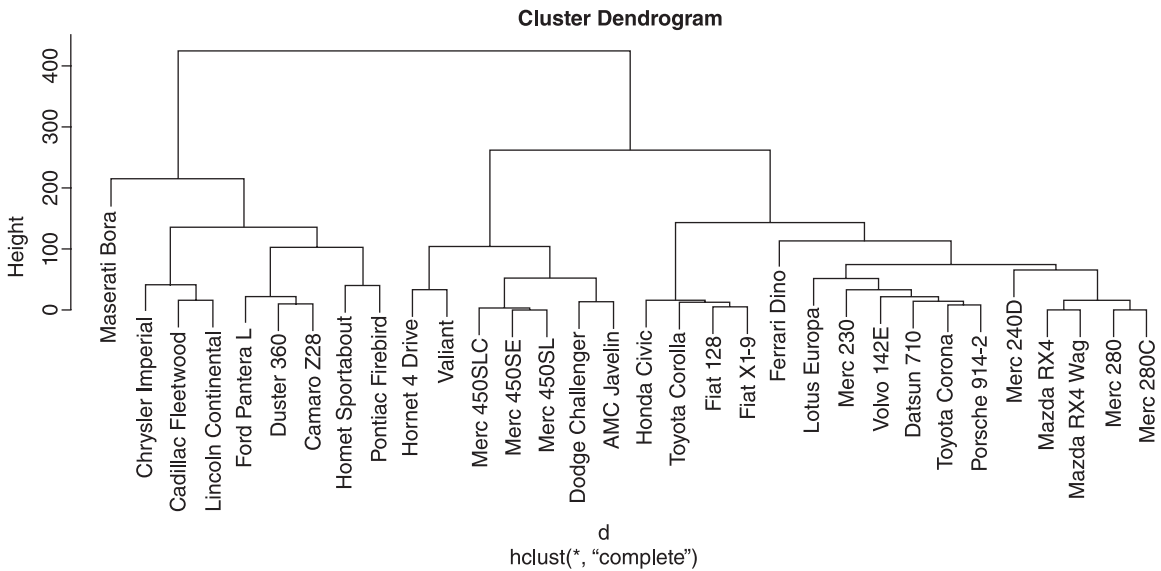 Cluster Dendrogram
Height
400
300
200
100
0
Maserati Bora
Chrysler Imperial
Cadillac Fleetwood
Lincoln Continental
Ford Pantera L
Duster 360
Camaro Z28
Homet Sportabout
Pontiac Firebird
Hornet 4 Drive
Valiant
Merc 450SLC
Merc 450SE
Merc 450SL
Dodge Challenger
AMC Javelin
Honda Civic
Toyota Corolla
Fiat 128
Fiat X1-9
Ferrari Dino
Lotus Europa
Merc 230
Volvo 142E
Datsun 710
Toyota Corona
Porsche 914-2
Merc 240D
Mazda RX4
Mazda RX4 Wag
Merc 280
Merc 280C
d
hclust(*, “complete”)